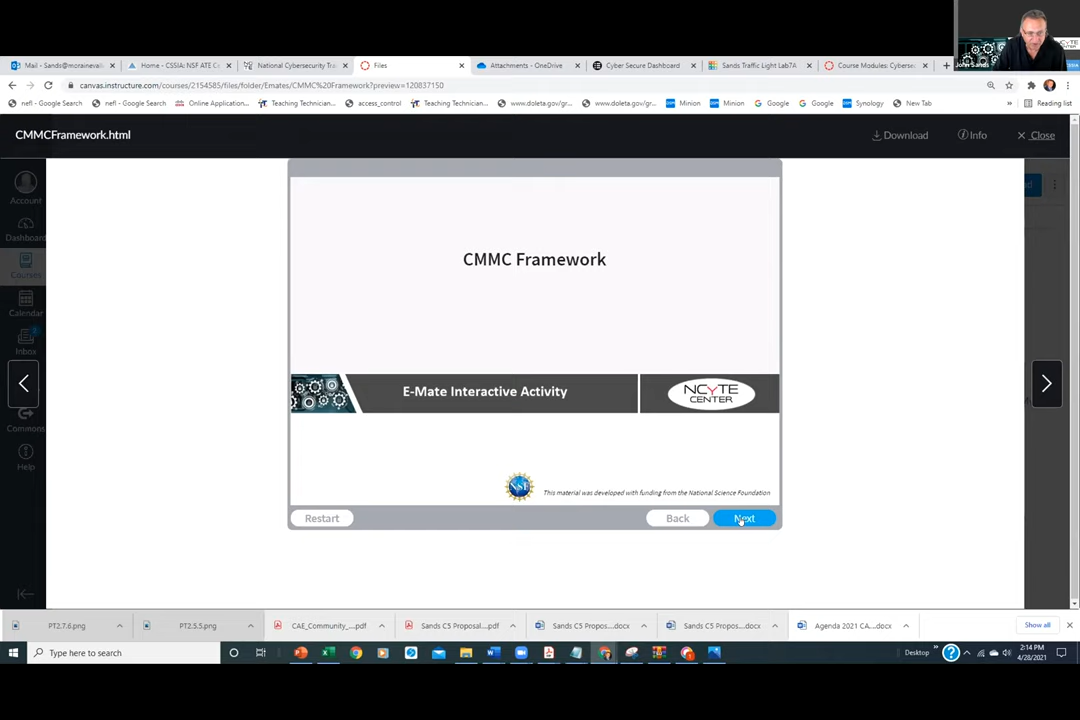 John Sands
Mail - Sands@morainevall
Home - CSSIA: NSF ATE Ce
National Cybersecurity Tra
Files
Attachments - OneDrive
Cyber Secure Dashboard
Sands Traffic Light Lab7A
Course Modules: Cyberse
canvas.instructure.com/courses/2154585/files/folder/Emates/CMMC%20Framework?preview=120837150
nefl - Google Search
nefl - Google Search
Online Application...
Teaching Technician...
access_control
Teaching Technician...
www.doleta.gov/gr...
www.doleta.gov/gr...
Minion
Minion
Google
Google
Synology
New Tab
»
Reading list
CMMCFramework.html
Download
Info
Close
Account
Dashboard
Courses
Calendar
Inbox
Commons
Help
CMMC Framework
E-Mate Interactive Activity
NCYTE
CENTER
NSF
This material was developed with funding from the National Science Foundation
Restart
Back
Next
PT2.7.6.png
PT2.5.5.png
CAE_Community_....pdf
Sands C5 Proposal....pdf
Sands C5 Propos....docx
Sands C5 Propos....docx
Agenda 2021 CA....docx
Show all
Type here to search
Desktop
2:14 PM
4/28/2021